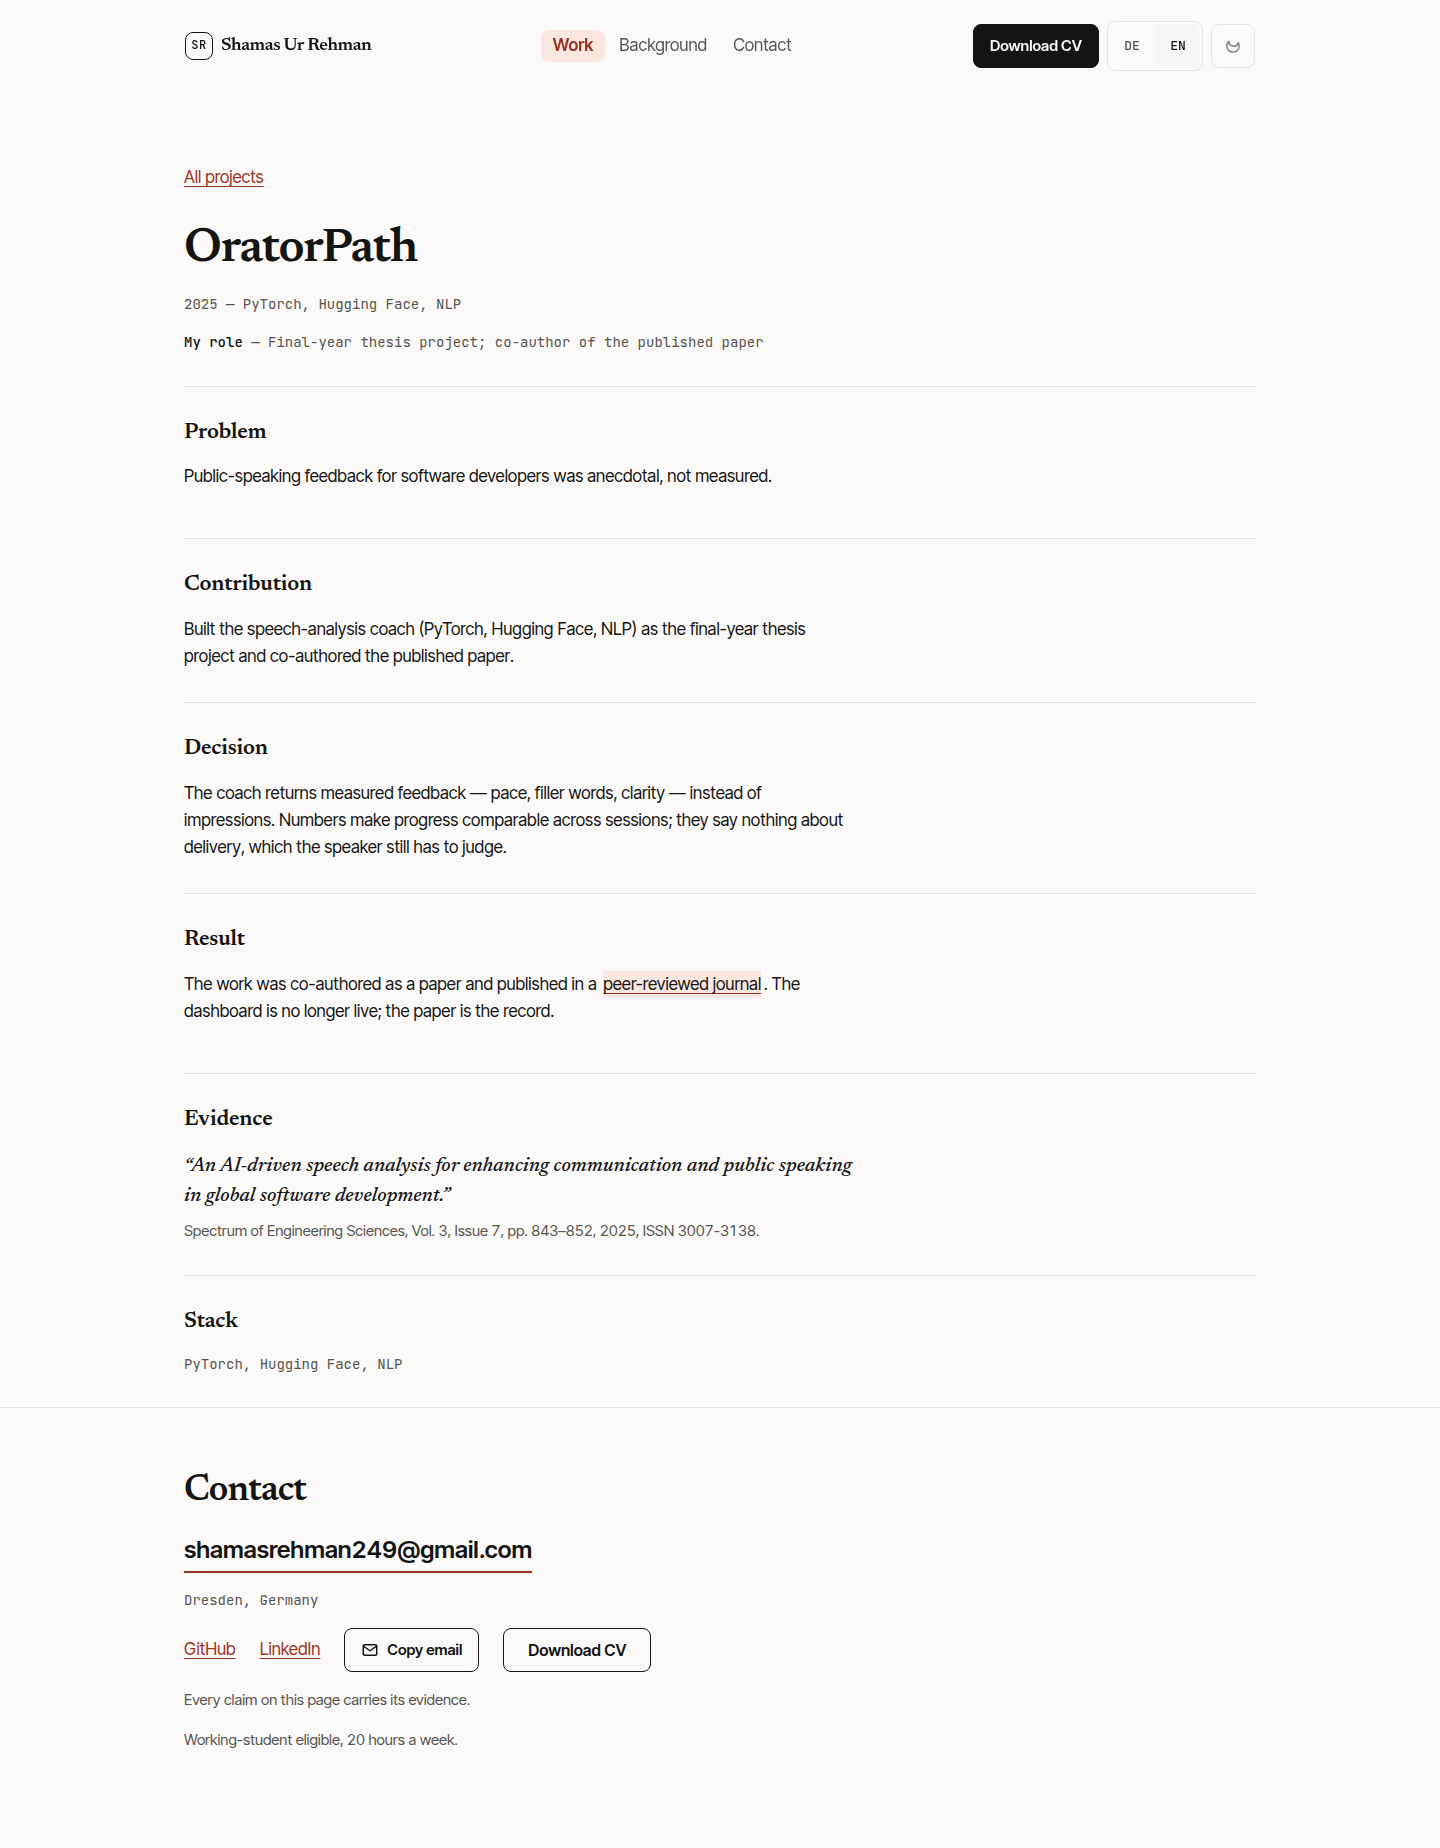 SR Shamas Ur Rehman Work Background Contact Download CV DE EN
All projects
OratorPath
2025 — PyTorch, Hugging Face, NLP
My role — Final-year thesis project; co-author of the published paper
Problem
Public-speaking feedback for software developers was anecdotal, not measured.
Contribution
Built the speech-analysis coach (PyTorch, Hugging Face, NLP) as the final-year thesis
project and co-authored the published paper.
Decision
The coach returns measured feedback — pace, filler words, clarity — instead of
impressions. Numbers make progress comparable across sessions; they say nothing about
delivery, which the speaker still has to judge.
Result
The work was co-authored as a paper and published in a peer-reviewed journal. The
dashboard is no longer live; the paper is the record.
Evidence
“An AI-driven speech analysis for enhancing communication and public speaking
in global software development.”
Spectrum of Engineering Sciences, Vol. 3, Issue 7, pp. 843–852, 2025, ISSN 3007-3138.
Stack
PyTorch, Hugging Face, NLP
Contact
shamasrehman249@gmail.com
Dresden, Germany
GitHub LinkedIn Copy email Download CV
Every claim on this page carries its evidence.
Working-student eligible, 20 hours a week.